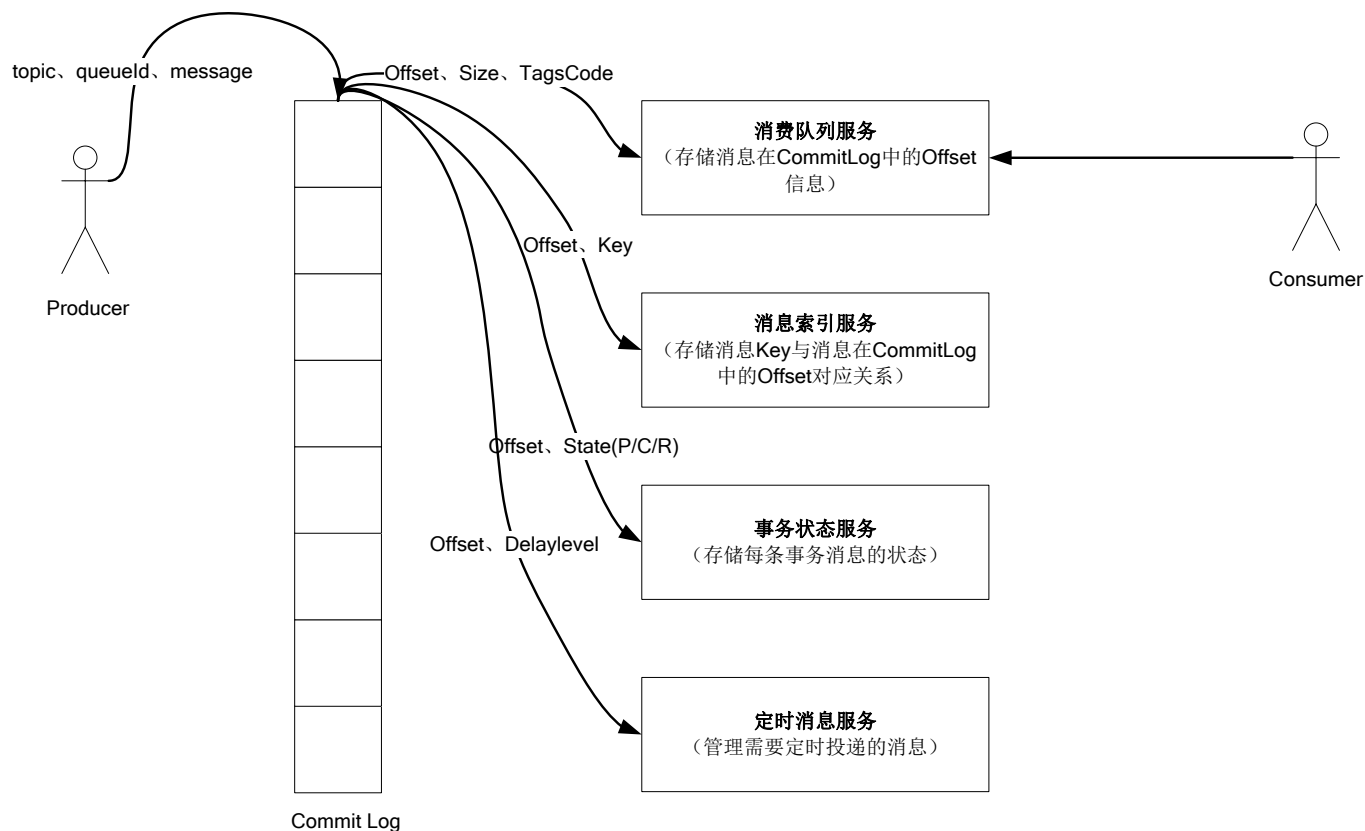 topic、queueId、message
Offset、Size、TagsCode
消费队列服务
（存储消息在CommitLog中的Offset
信息）
Offset、Key
Producer
Consumer
消息索引服务
（存储消息Key与消息在CommitLog
中的Offset对应关系）
Offset、State(P/C/R)
事务状态服务
（存储每条事务消息的状态）
Offset、Delaylevel
定时消息服务
（管理需要定时投递的消息）
Commit Log